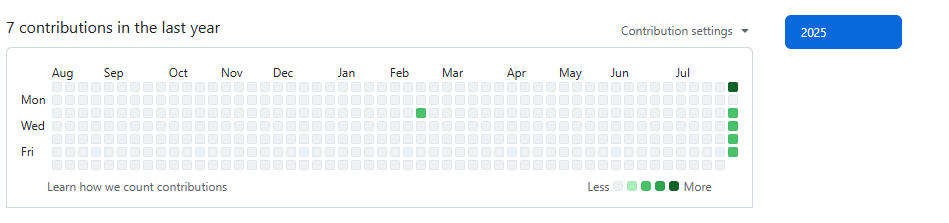 7 contributions in the last year
Contribution settings
2025
Aug Sep Oct Nov Dec Jan Feb Mar Apr May Jun Jul
Mon
Wed
Fri
Learn how we count contributions
Less More